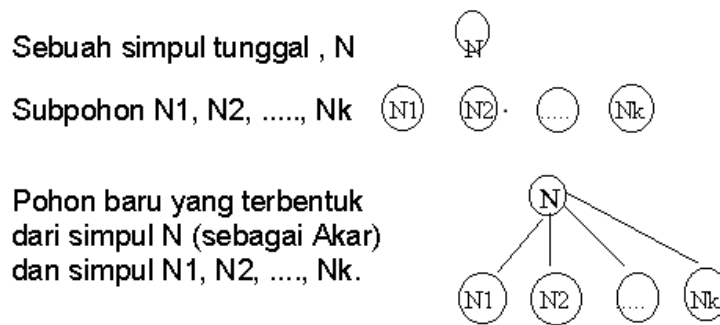 Sebuah simpul tunggal , N
N
Subpohon N1, N2, ....., Nk
N1 N2. ..... Nk
Pohon baru yang terbentuk
dari simpul N (sebagai Akar)
dan simpul N1, N2, ...., Nk.
N
N1 N2 ..... Nk